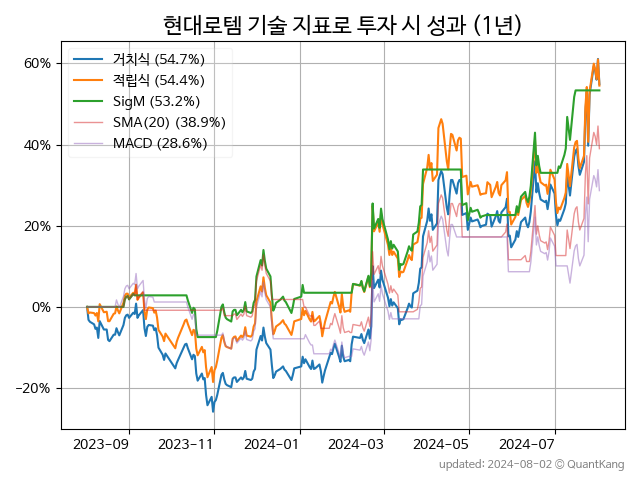 현대로템 기술 지표로 투자 시 성과 (1년)
거치식 (54.7%)
적립식 (54.4%)
SigM (53.2%)
SMA(20) (38.9%)
MACD (28.6%)
60%
40%
20%
0%
−20%
2023-09
2023-11
2024-01
2024-03
2024-05
2024-07
updated: 2024-08-02 © QuantKang